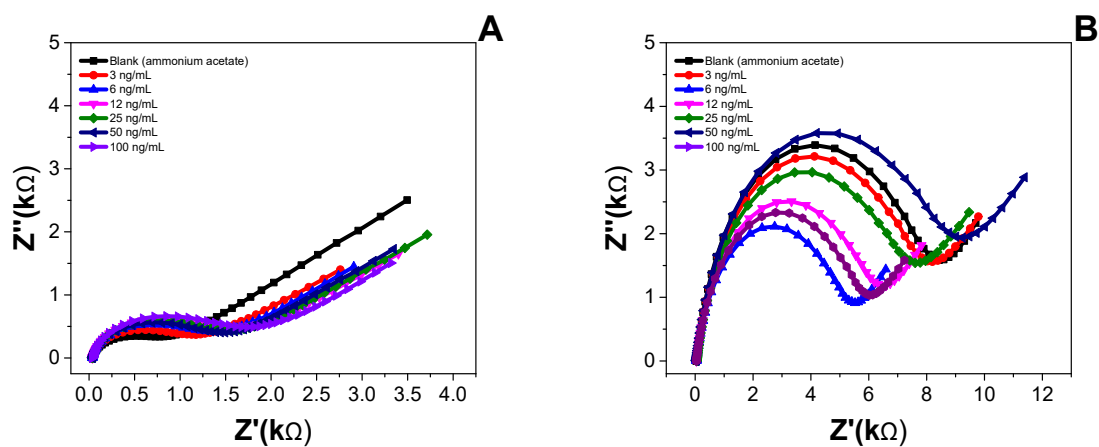 A
5
4
3
2
1
0
Z''(kΩ)
Blank (ammonium acetate)
3 ng/mL
6 ng/mL
12 ng/mL
25 ng/mL
50 ng/mL
100 ng/mL
0.0 0.5 1.0 1.5 2.0 2.5 3.0 3.5 4.0
Z'(kΩ)
B
5
4
3
2
1
0
Z''(kΩ)
Blank (ammonium acetate)
3 ng/mL
6 ng/mL
12 ng/mL
25 ng/mL
50 ng/mL
100 ng/mL
0 2 4 6 8 10 12
Z'(kΩ)